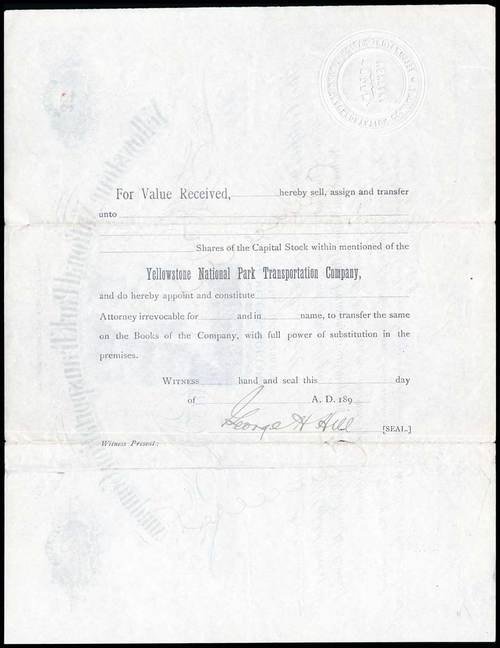 For Value Received, hereby sell, assign and transfer
unto
Shares of the Capital Stock within mentioned of the
Yellowstone National Park Transportation Company,
and do hereby appoint and constitute
Attorney irrevocable for and in name, to transfer the same
on the Books of the Company, with full power of substitution in the
premises.
WITNESS hand and seal this day
of A. D. 189
George H Hill [SEAL.]
Witness Present: